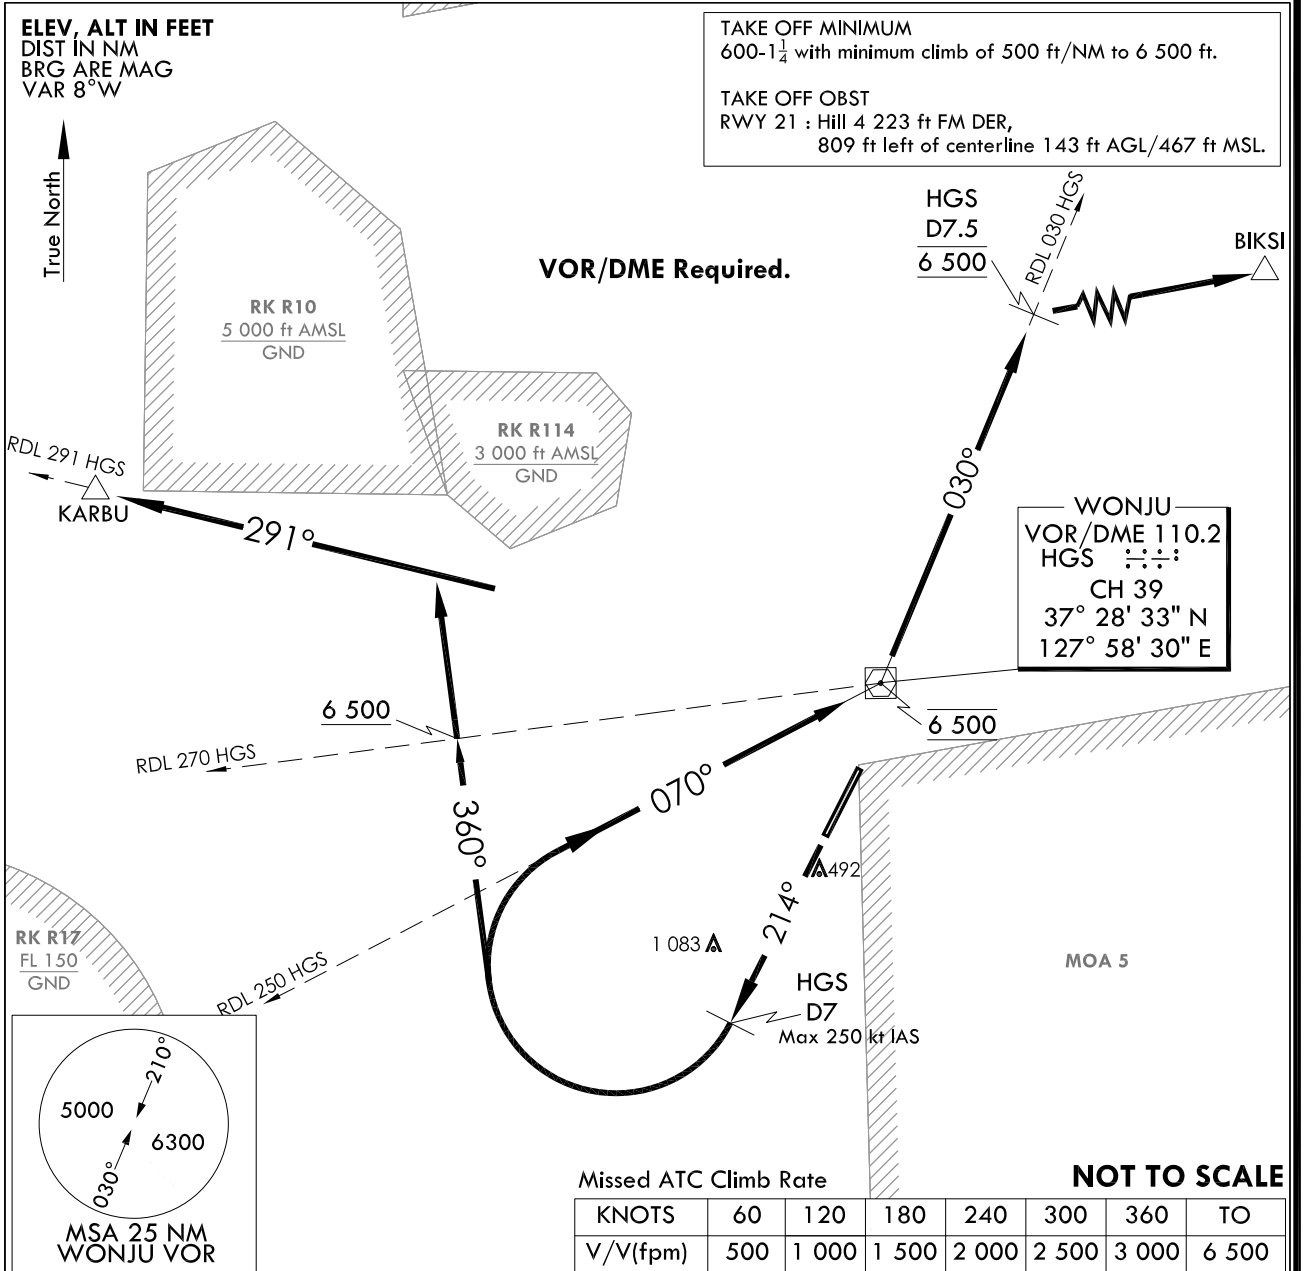 ELEV, ALT IN FEET
DIST IN NM
BRG ARE MAG
VAR 8°W
True North
TAKE OFF MINIMUM
600-1 1/4 with minimum climb of 500 ft/NM to 6 500 ft.
TAKE OFF OBST
RWY 21 : Hill 4 223 ft FM DER,
809 ft left of centerline 143 ft AGL/467 ft MSL.
VOR/DME Required.
HGS
D7.5
6 500
RDL 030 HGS
BIKSI
RK R10
5 000 ft AMSL
GND
RK R114
3 000 ft AMSL
GND
RDL 291 HGS
KARBU
291°
030°
WONJU
VOR/DME 110.2
HGS
CH 39
37° 28' 33" N
127° 58' 30" E
6 500
6 500
RDL 270 HGS
070°
360°
492
214°
1 083
RK R17
FL 150
GND
RDL 250 HGS
HGS
D7
Max 250 kt IAS
MOA 5
210°
5000
6300
030°
MSA 25 NM
WONJU VOR
Missed ATC Climb Rate
NOT TO SCALE
KNOTS 60 120 180 240 300 360 TO
V/V(fpm) 500 1 000 1 500 2 000 2 500 3 000 6 500